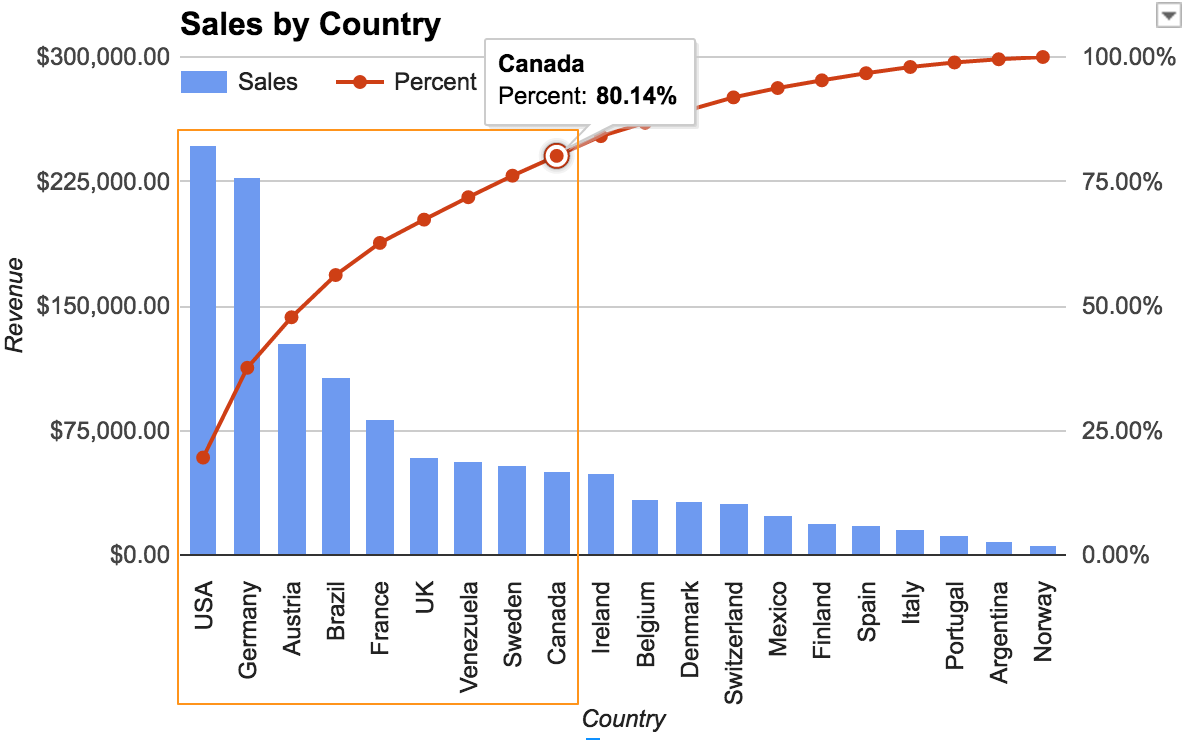 Sales by Country
Sales
Percent
Canada
Percent: 80.14%
$300,000.00
$225,000.00
$150,000.00
$75,000.00
$0.00
Revenue
100.00%
75.00%
50.00%
25.00%
0.00%
USA
Germany
Austria
Brazil
France
UK
Venezuela
Sweden
Canada
Ireland
Belgium
Denmark
Switzerland
Mexico
Finland
Spain
Italy
Portugal
Argentina
Norway
Country